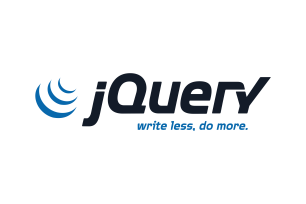 jQuery
write less, do more.